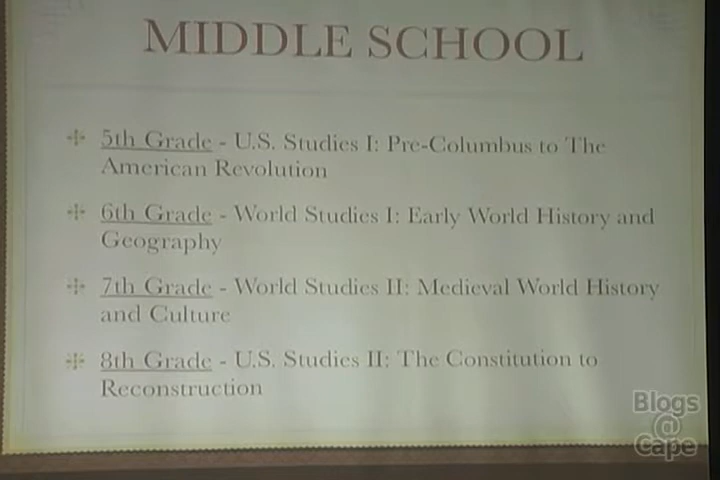 MIDDLE SCHOOL
5th Grade - U.S. Studies I: Pre-Columbus to The
American Revolution
6th Grade - World Studies I: Early World History and
Geography
7th Grade - World Studies II: Medieval World History
and Culture
8th Grade - U.S. Studies II: The Constitution to
Reconstruction
Blogs
@
Cape